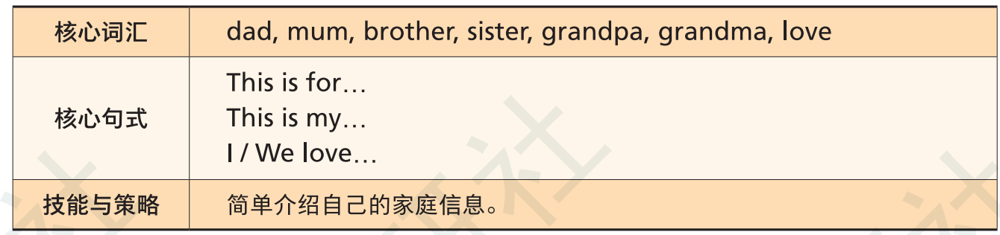 核心词汇 dad, mum, brother, sister, grandpa, grandma, love
This is for…
核心句式 This is my…
I / We love…
技能与策略 简单介绍自己的家庭信息。